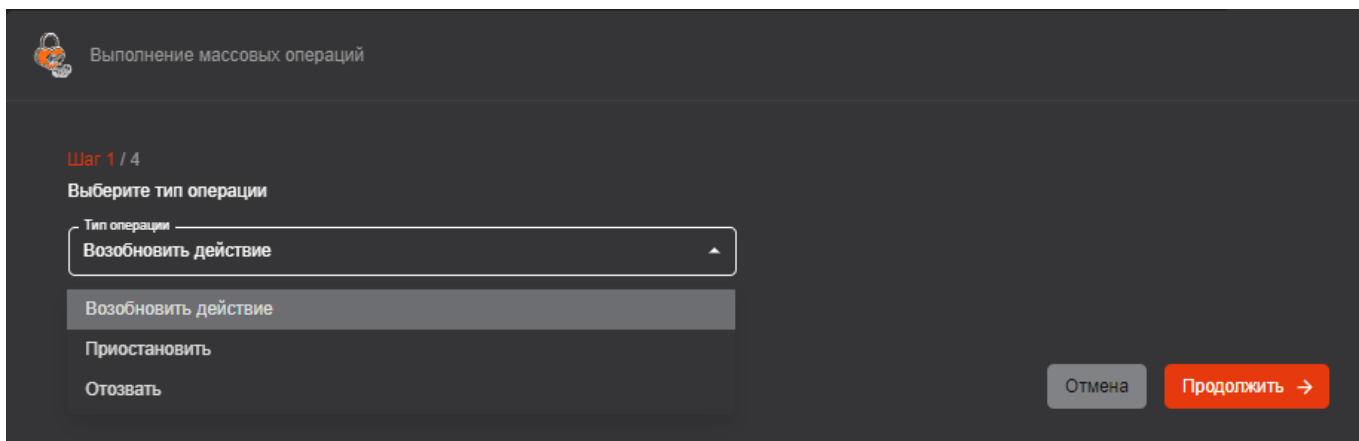 Выполнение массовых операций
Шаг 1 / 4
Выберите тип операции
Тип операции
Возобновить действие
Возобновить действие
Приостановить
Отозвать
Отмена
Продолжить →